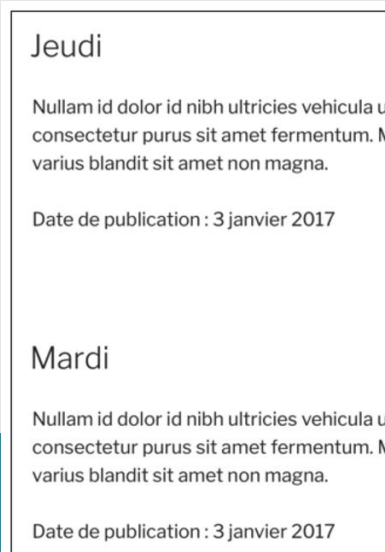 Jeudi
Nullam id dolor id nibh ultricies vehicula
consectetur purus sit amet fermentum.
varius blandit sit amet non magna.
Date de publication : 3 janvier 2017
Mardi
Nullam id dolor id nibh ultricies vehicula
consectetur purus sit amet fermentum.
varius blandit sit amet non magna.
Date de publication : 3 janvier 2017